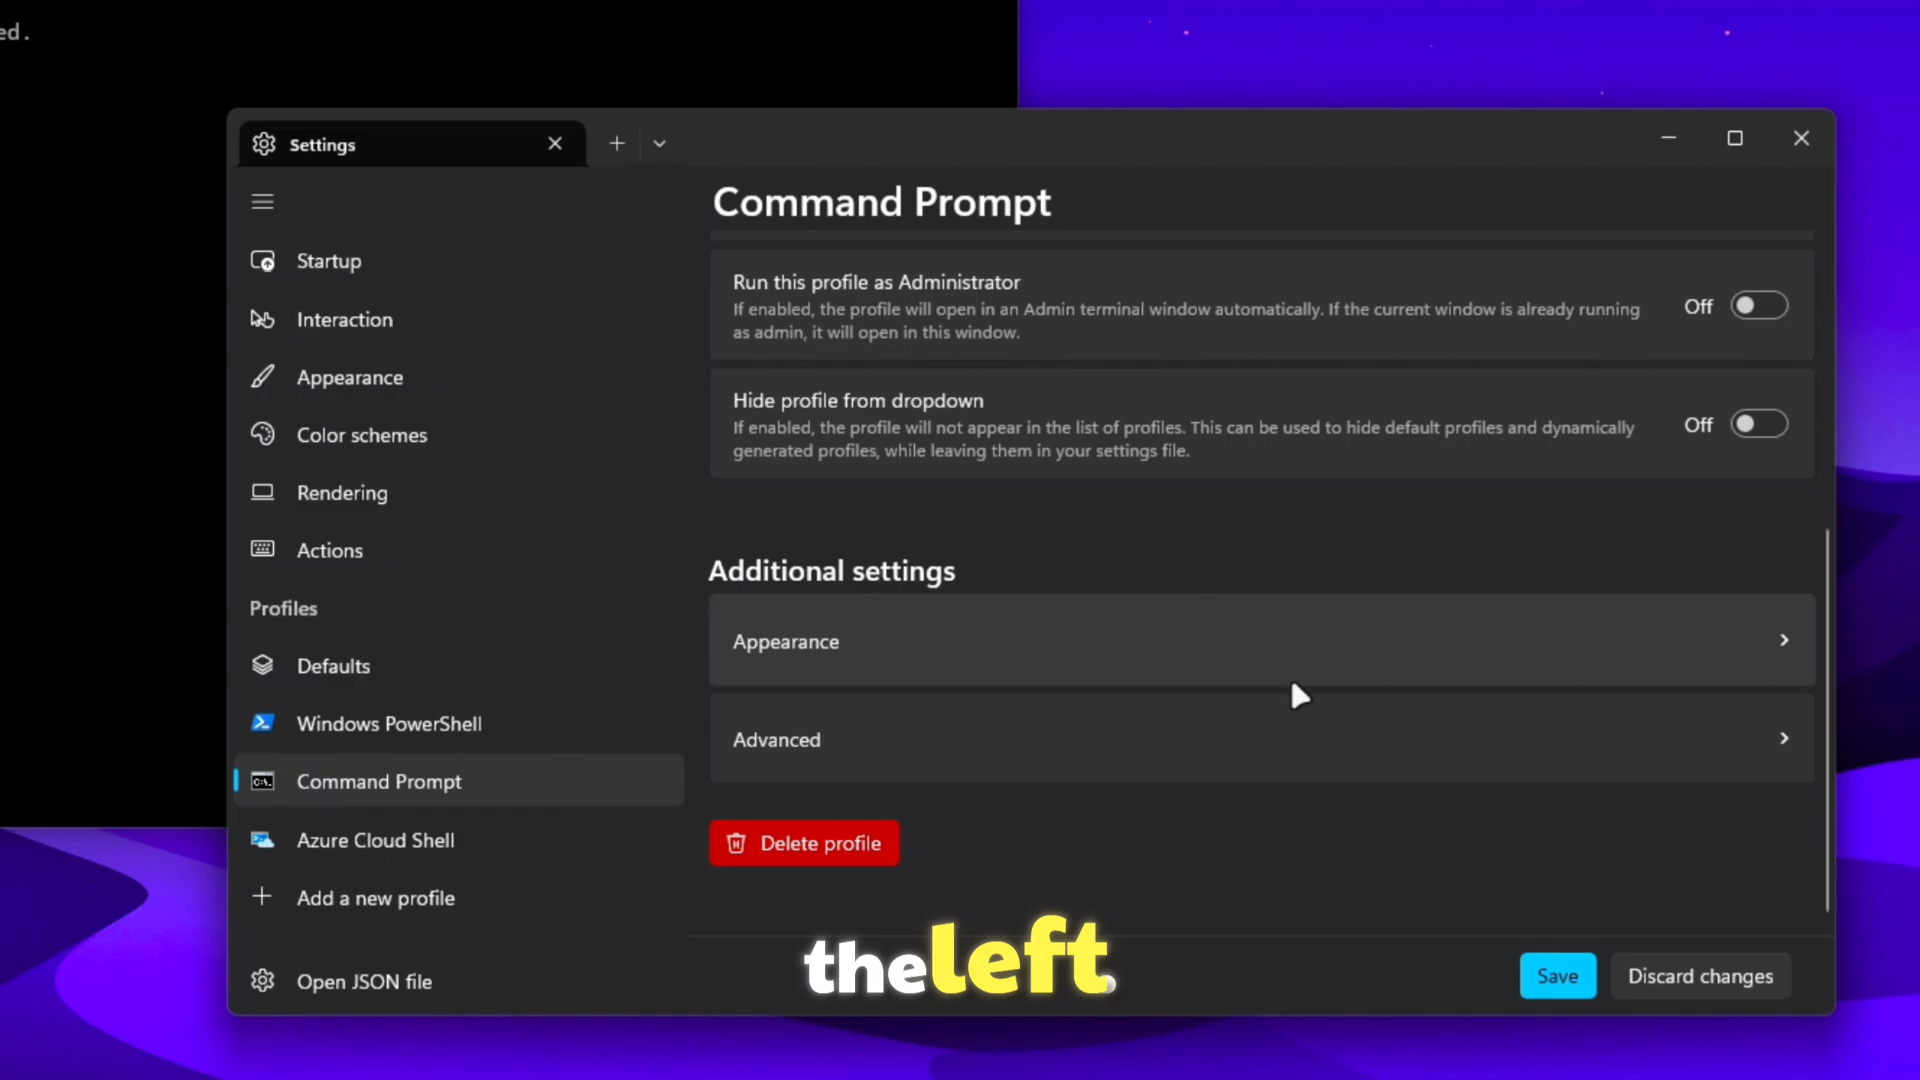 ed.
Settings
Startup
Interaction
Appearance
Color schemes
Rendering
Actions
Profiles
Defaults
Windows PowerShell
Command Prompt
Azure Cloud Shell
Add a new profile
Open JSON file
Command Prompt
Run this profile as Administrator
If enabled, the profile will open in an Admin terminal window automatically. If the current window is already running
as admin, it will open in this window.
Off
Hide profile from dropdown
If enabled, the profile will not appear in the list of profiles. This can be used to hide default profiles and dynamically
generated profiles, while leaving them in your settings file.
Off
Additional settings
Appearance
Advanced
Delete profile
Save
Discard changes
the left.